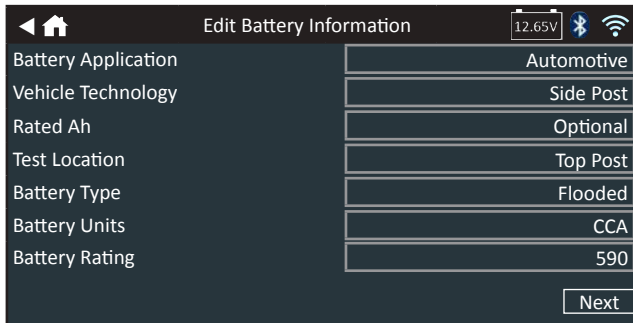 Edit Battery Information 12.65V
Battery Application Automotive
Vehicle Technology Side Post
Rated Ah Optional
Test Location Top Post
Battery Type Flooded
Battery Units CCA
Battery Rating 590
Next